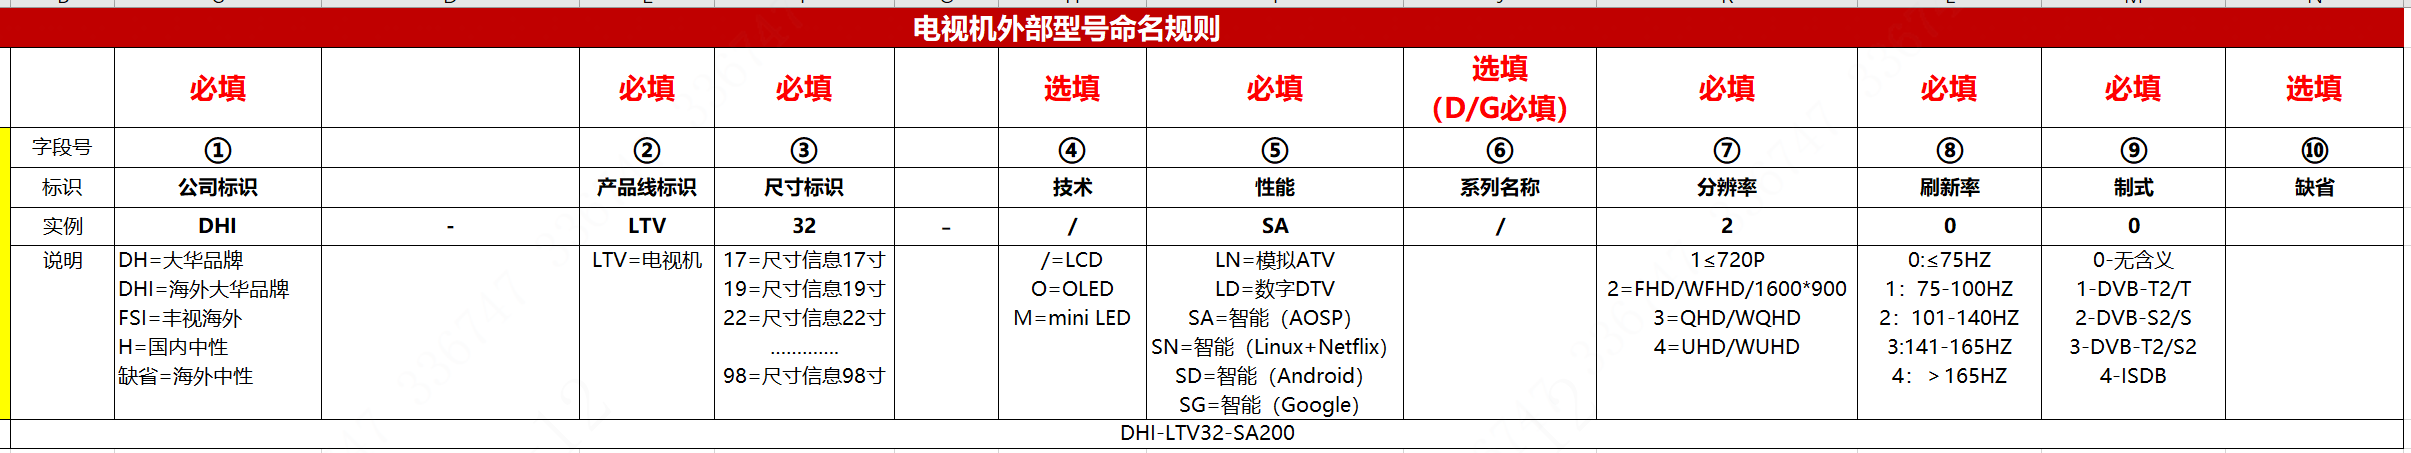 电视机外部型号命名规则
必填 必填 必填 选填 必填 选填（D/G必填） 必填 必填 必填 选填
字段号 ① ② ③ ④ ⑤ ⑥ ⑦ ⑧ ⑨ ⑩
标识 公司标识 产品线标识 尺寸标识 技术 性能 系列名称 分辨率 刷新率 制式 缺省
实例 DHI - LTV 32 - / SA / 2 0 0
说明
DH=大华品牌
DHI=海外大华品牌
FSI=丰视海外
H=国内中性
缺省=海外中性
LTV=电视机
17=尺寸信息17寸
19=尺寸信息19寸
22=尺寸信息22寸
.............
98=尺寸信息98寸
/=LCD
O=OLED
M=mini LED
LN=模拟ATV
LD=数字DTV
SA=智能（AOSP）
SN=智能（Linux+Netflix）
SD=智能（Android）
SG=智能（Google）
1≤720P
2=FHD/WFHD/1600*900
3=QHD/WQHD
4=UHD/WUHD
0:≤75HZ
1：75-100HZ
2：101-140HZ
3:141-165HZ
4：＞165HZ
0-无含义
1-DVB-T2/T
2-DVB-S2/S
3-DVB-T2/S2
4-ISDB
DHI-LTV32-SA200